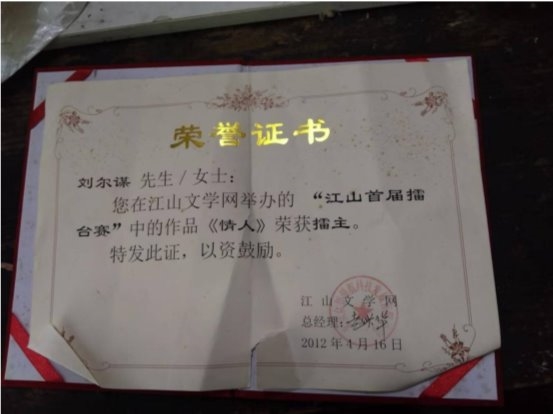 荣誉证书
刘尔谋 先生/女士:
您在江山文学网举办的 “江山首届擂
台赛”中的作品《情人》荣获擂主。
特发此证，以资鼓励。
江山文学网
总经理:
2012年4月16日